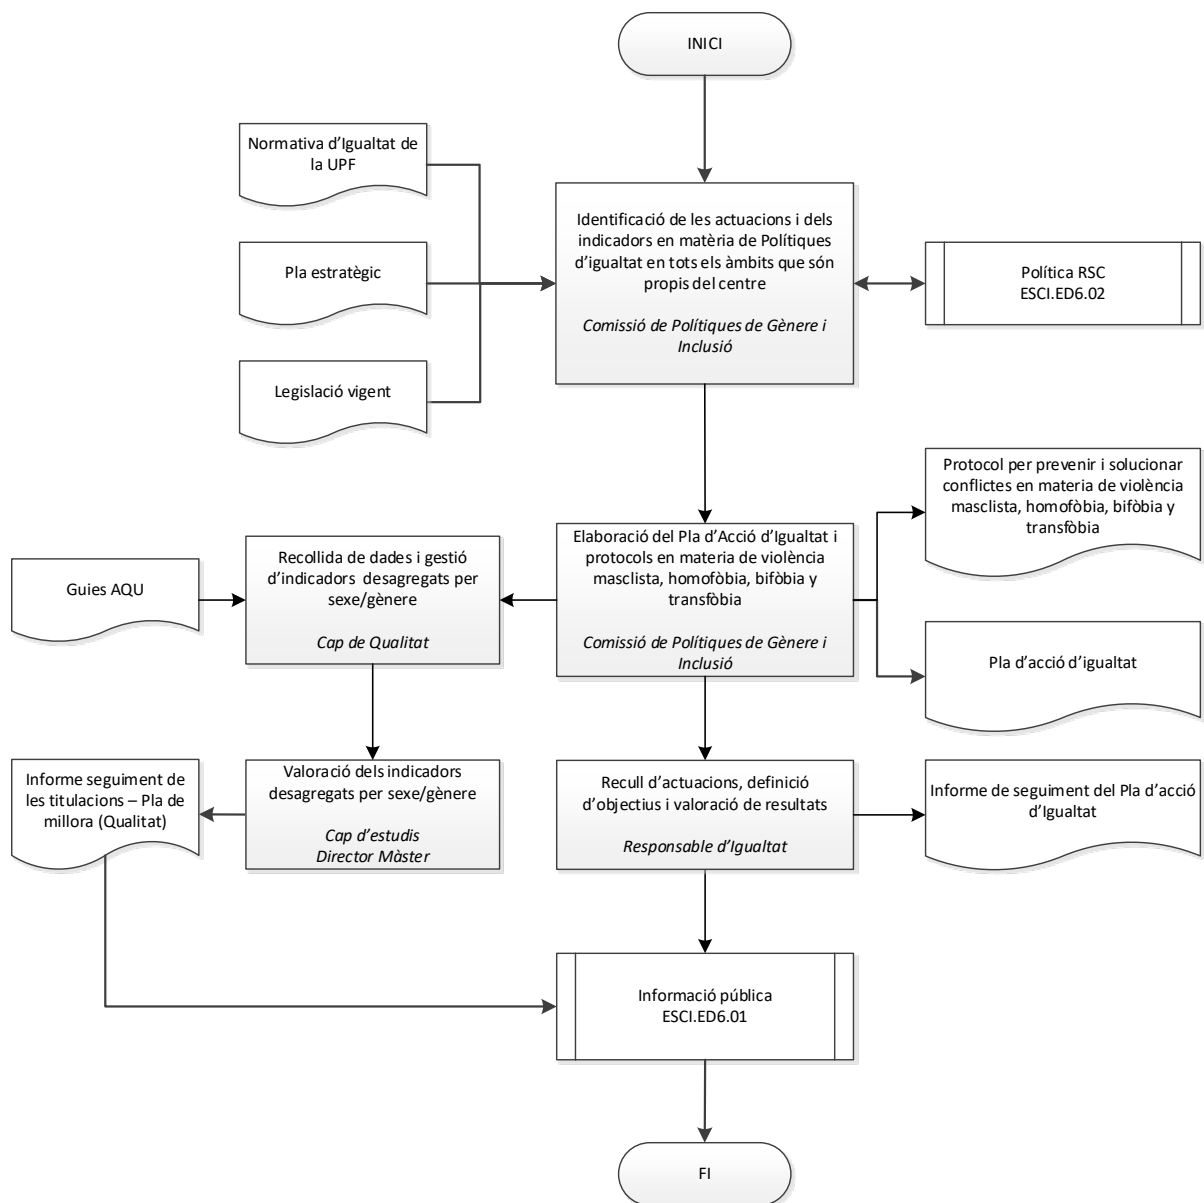 INICI
Normativa d'Igualtat de
la UPF
Pla estratègic
Legislació vigent
Identificació de les actuacions i dels
indicadors en matèria de Polítiques
d'igualtat en tots els àmbits que són
propis del centre
Comissió de Polítiques de Gènere i
Inclusió
Política RSC
ESCI.ED6.02
Protocol per prevenir i solucionar
conflictes en materia de violència
masclista, homofòbia, bifòbia y
transfòbia
Guies AQU
Recollida de dades i gestió
d'indicadors desagregats per
sexe/gènere
Cap de Qualitat
Elaboració del Pla d'Acció d'Igualtat i
protocols en materia de violència
masclista, homofòbia, bifòbia y
transfòbia
Comissió de Polítiques de Gènere i
Inclusió
Pla d'acció d'igualtat
Informe seguiment de
les titulacions – Pla de
millora (Qualitat)
Valoració dels indicadors
desagregats per sexe/gènere
Cap d'estudis
Director Màster
Recull d'actuacions, definició
d'objectius i valoració de resultats
Responsable d'Igualtat
Informe de seguiment del Pla d'acció
d'Igualtat
Informació pública
ESCI.ED6.01
FI